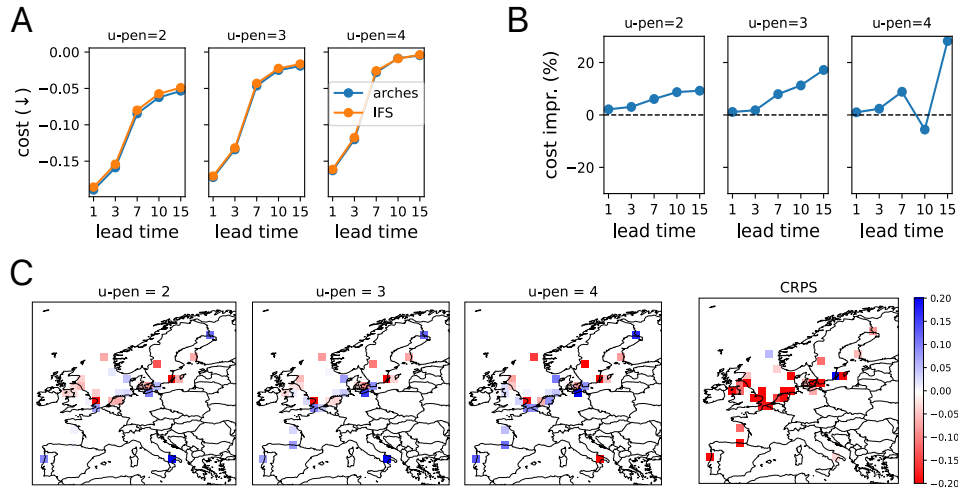 A
u-pen=2
u-pen=3
u-pen=4
cost (↓)
0.00
−0.05
−0.10
−0.15
arches
IFS
1 3 7 10 15
1 3 7 10 15
1 3 7 10 15
lead time
lead time
lead time
B
u-pen=2
u-pen=3
u-pen=4
cost impr. (%)
20
0
−20
1 3 7 10 15
1 3 7 10 15
1 3 7 10 15
lead time
lead time
lead time
C
u-pen = 2
u-pen = 3
u-pen = 4
CRPS
0.20
0.15
0.10
0.05
0.00
−0.05
−0.10
−0.15
−0.20